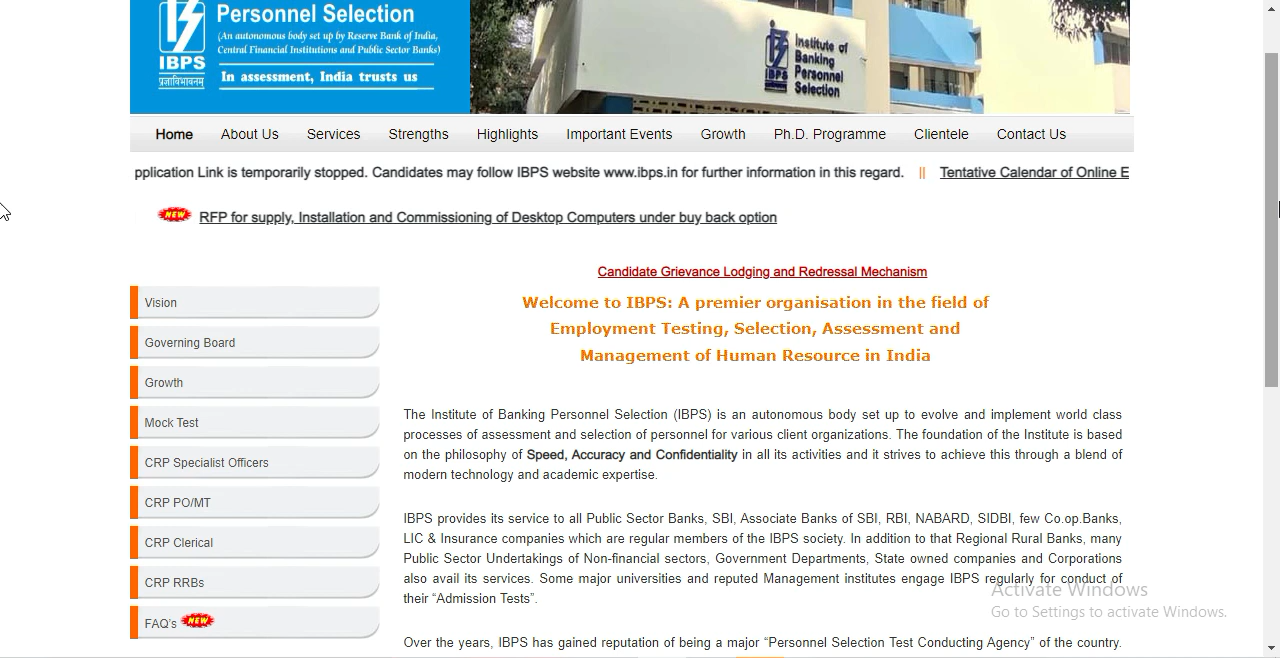 Personnel Selection
(An autonomous body set up by Reserve Bank of India,
Central Financial Institutions and Public Sector Banks)
IBPS
प्रज्ञाविभावनम्
In assessment, India trusts us
Institute of
Banking
Personnel
Selection
IBPS
Home About Us Services Strengths Highlights Important Events Growth Ph.D. Programme Clientele Contact Us
pplication Link is temporarily stopped. Candidates may follow IBPS website www.ibps.in for further information in this regard. || Tentative Calendar of Online E
NEW RFP for supply, Installation and Commissioning of Desktop Computers under buy back option
Candidate Grievance Lodging and Redressal Mechanism
Welcome to IBPS: A premier organisation in the field of
Employment Testing, Selection, Assessment and
Management of Human Resource in India
Vision
Governing Board
Growth
Mock Test
CRP Specialist Officers
CRP PO/MT
CRP Clerical
CRP RRBs
FAQ's NEW
The Institute of Banking Personnel Selection (IBPS) is an autonomous body set up to evolve and implement world class
processes of assessment and selection of personnel for various client organizations. The foundation of the Institute is based
on the philosophy of Speed, Accuracy and Confidentiality in all its activities and it strives to achieve this through a blend of
modern technology and academic expertise.
IBPS provides its service to all Public Sector Banks, SBI, Associate Banks of SBI, RBI, NABARD, SIDBI, few Co.op.Banks,
LIC & Insurance companies which are regular members of the IBPS society. In addition to that Regional Rural Banks, many
Public Sector Undertakings of Non-financial sectors, Government Departments, State owned companies and Corporations
also avail its services. Some major universities and reputed Management institutes engage IBPS regularly for conduct of
their “Admission Tests”.
Over the years, IBPS has gained reputation of being a major “Personnel Selection Test Conducting Agency” of the country.
Activate Windows
Go to Settings to activate Windows.